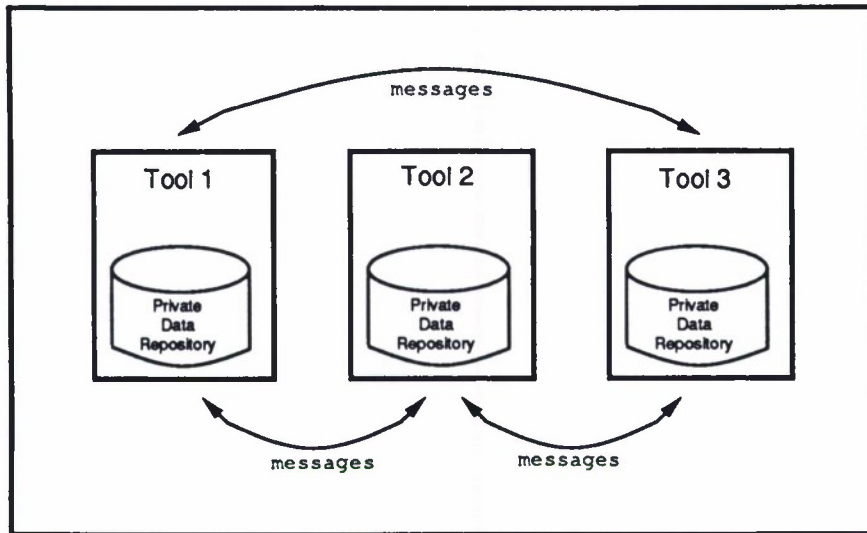 messages
Tool 1
Tool 2
Tool 3
Private
Data
Repository
Private
Data
Repository
Private
Data
Repository
messages
messages